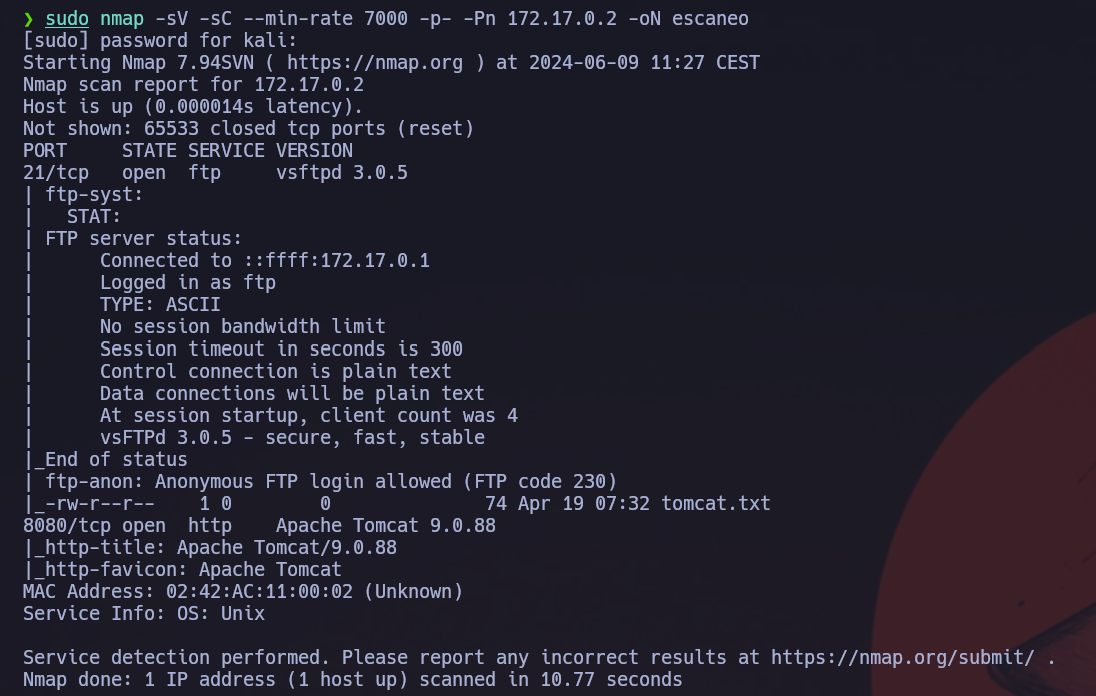 ❯ sudo nmap -sV -sC --min-rate 7000 -p- -Pn 172.17.0.2 -oN escaneo
[sudo] password for kali:
Starting Nmap 7.94SVN ( https://nmap.org ) at 2024-06-09 11:27 CEST
Nmap scan report for 172.17.0.2
Host is up (0.000014s latency).
Not shown: 65533 closed tcp ports (reset)
PORT     STATE SERVICE VERSION
21/tcp   open  ftp     vsftpd 3.0.5
| ftp-syst:
|   STAT:
| FTP server status:
|      Connected to ::ffff:172.17.0.1
|      Logged in as ftp
|      TYPE: ASCII
|      No session bandwidth limit
|      Session timeout in seconds is 300
|      Control connection is plain text
|      Data connections will be plain text
|      At session startup, client count was 4
|      vsFTPd 3.0.5 - secure, fast, stable
|_End of status
| ftp-anon: Anonymous FTP login allowed (FTP code 230)
|_-rw-r--r--    1 0        0              74 Apr 19 07:32 tomcat.txt
8080/tcp open  http    Apache Tomcat 9.0.88
|_http-title: Apache Tomcat/9.0.88
|_http-favicon: Apache Tomcat
MAC Address: 02:42:AC:11:00:02 (Unknown)
Service Info: OS: Unix

Service detection performed. Please report any incorrect results at https://nmap.org/submit/ .
Nmap done: 1 IP address (1 host up) scanned in 10.77 seconds